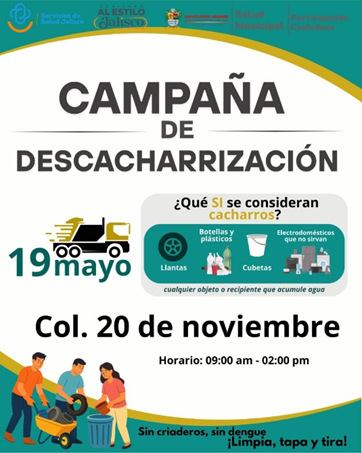 Servicios de
Salud Jalisco
AL ESTILO
Jalisco
Salud
Municipal
Participación
Ciudadana
CAMPAÑA
DE
DESCACHARRIZACIÓN
19 mayo
¿Qué SI se consideran
cacharros?
Llantas
Botellas y
plásticos
Cubetas
Electrodomésticos
que no sirvan
cualquier objeto o recipiente que acumule agua
Col. 20 de noviembre
Horario: 09:00 am - 02:00 pm
Sin criaderos, sin dengue
¡Limpia, tapa y tira!